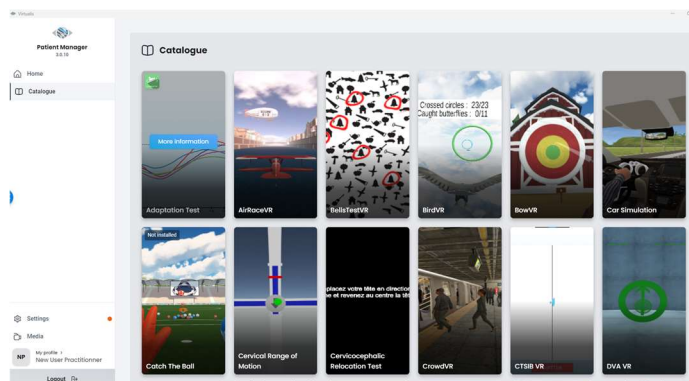 Virtualis
Patient Manager
3.0.19
Home
Catalogue
Settings
Media
NP
My profile
New User Practitionner
Logout
Catalogue
More Information
Adaptation Test
AirRaceVR
BellsTestVR
Crossed circles : 23/23
Caught butterflies : 0/11
BirdVR
BowVR
Car Simulation
Not installed
Catch The Ball
Cervical Range of
Motion
placez votre tête en direction
ne et revenez au centre la têt
Cervicocephalic
Relocation Test
CrowdVR
CTSIB VR
DVA VR